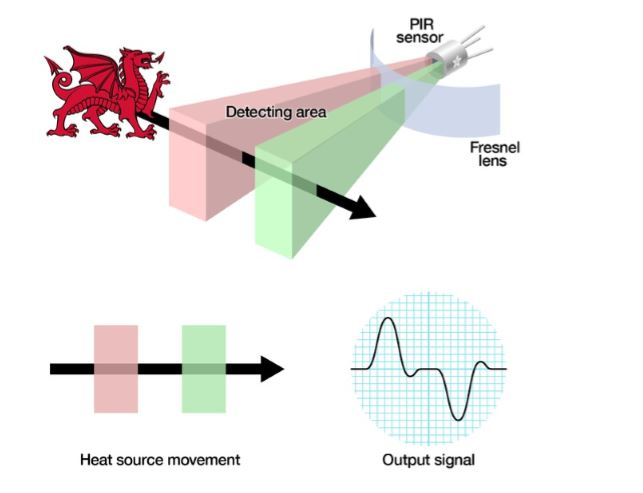 PIR
sensor
Detecting area
Fresnel
lens
Heat source movement
Output signal